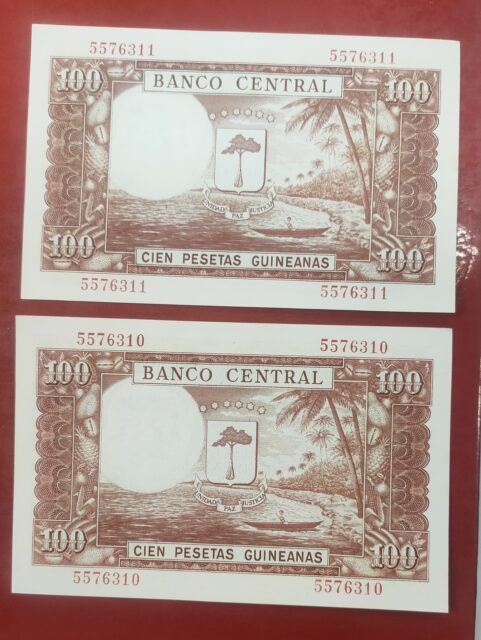 5576311 5576311
100 BANCO CENTRAL 100
UNIDAD PAZ JUSTICIA
100 CIEN PESETAS GUINEANAS 100
5576311 5576311
5576310 5576310
100 BANCO CENTRAL 100
UNIDAD PAZ JUSTICIA
100 CIEN PESETAS GUINEANAS 100
5576310 5576310